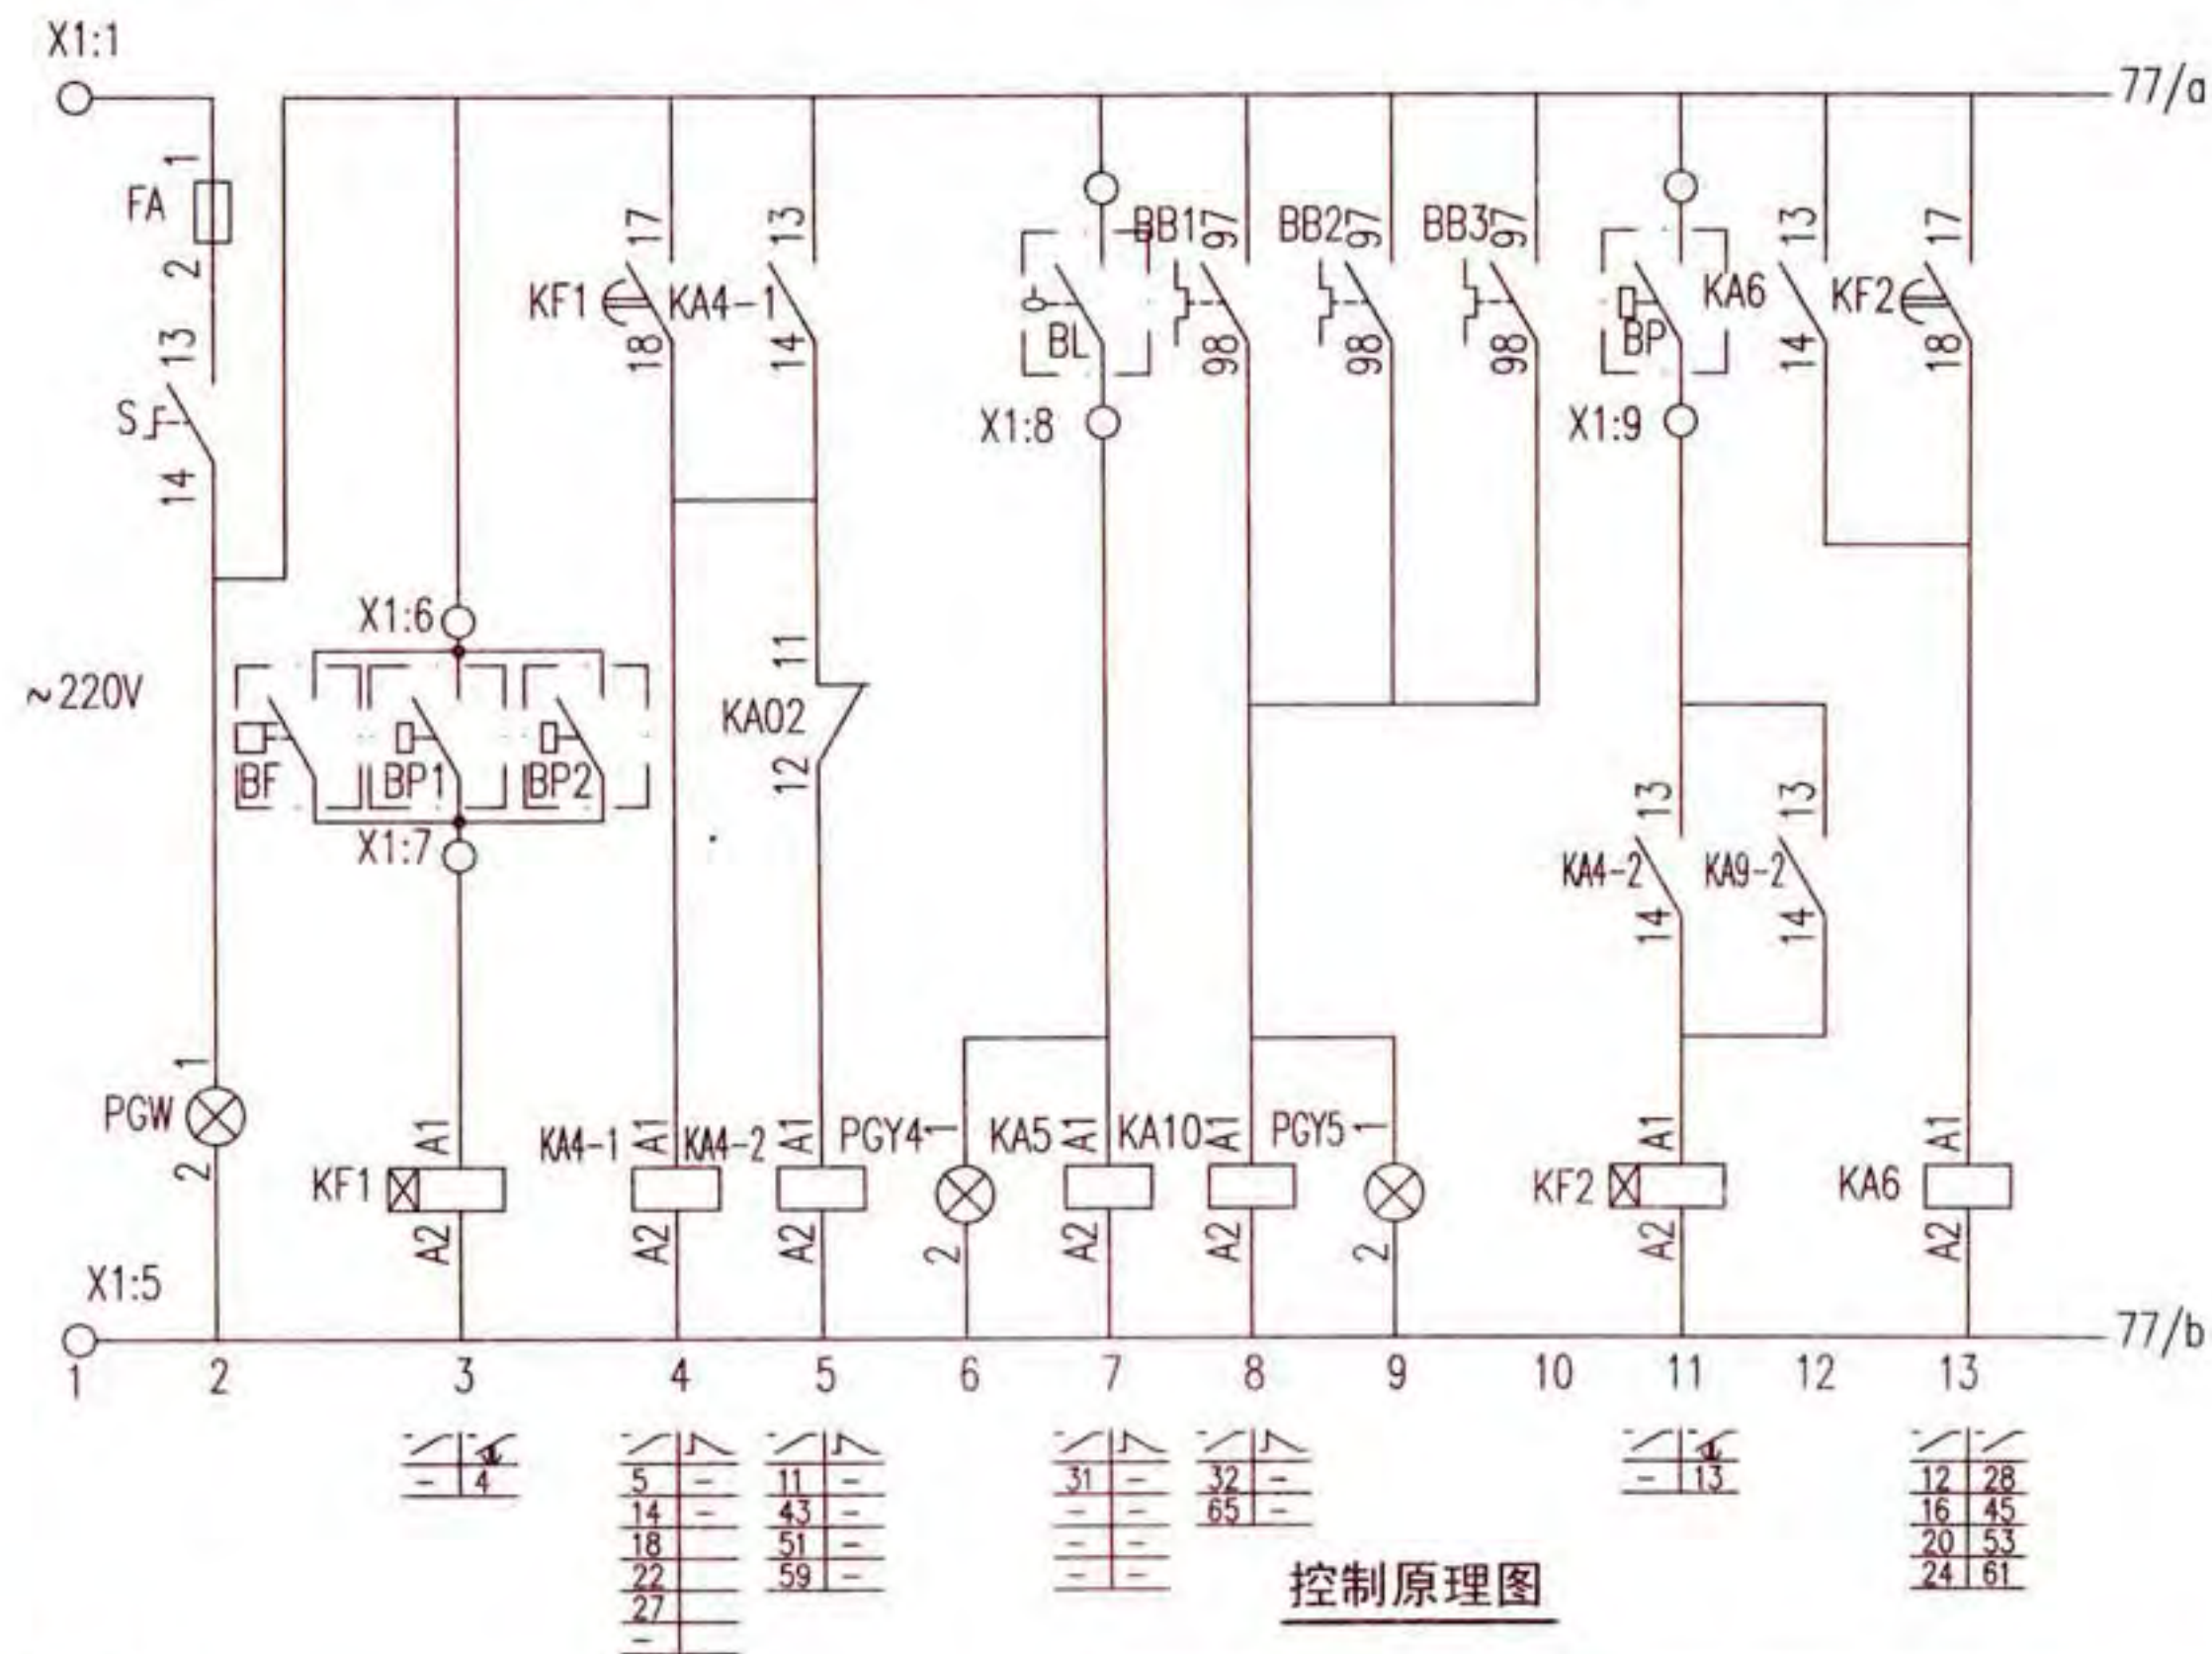 X1:1
77/a
FA 1
2
S 13
14
KF1 17
18
KA4-1 13
14
BL
X1:8
BB1 97
98
BB2 97
98
BB3 97
98
BP
X1:9
KA6 13
14
KF2 17
18
~220V
X1:6
BF BP1 BP2
X1:7
11
KA02
12
KA4-2 13
14
KA9-2 13
14
PGW 1
2
KF1 A1
A2
KA4-1 A1
A2
KA4-2 A1
A2
PGY4 1
2
KA5 A1
A2
KA10 A1
A2
PGY5 1
2
KF2 A1
A2
KA6 A1
A2
X1:5
77/b
1 2 3 4 5 6 7 8 9 10 11 12 13
- 4
5 -
14 -
18
22
27
-
11 -
43 -
51 -
59 -
31 -
- -
- -
- -
32 -
65 -
- 13
12 28
16 45
20 53
24 61
控制原理图